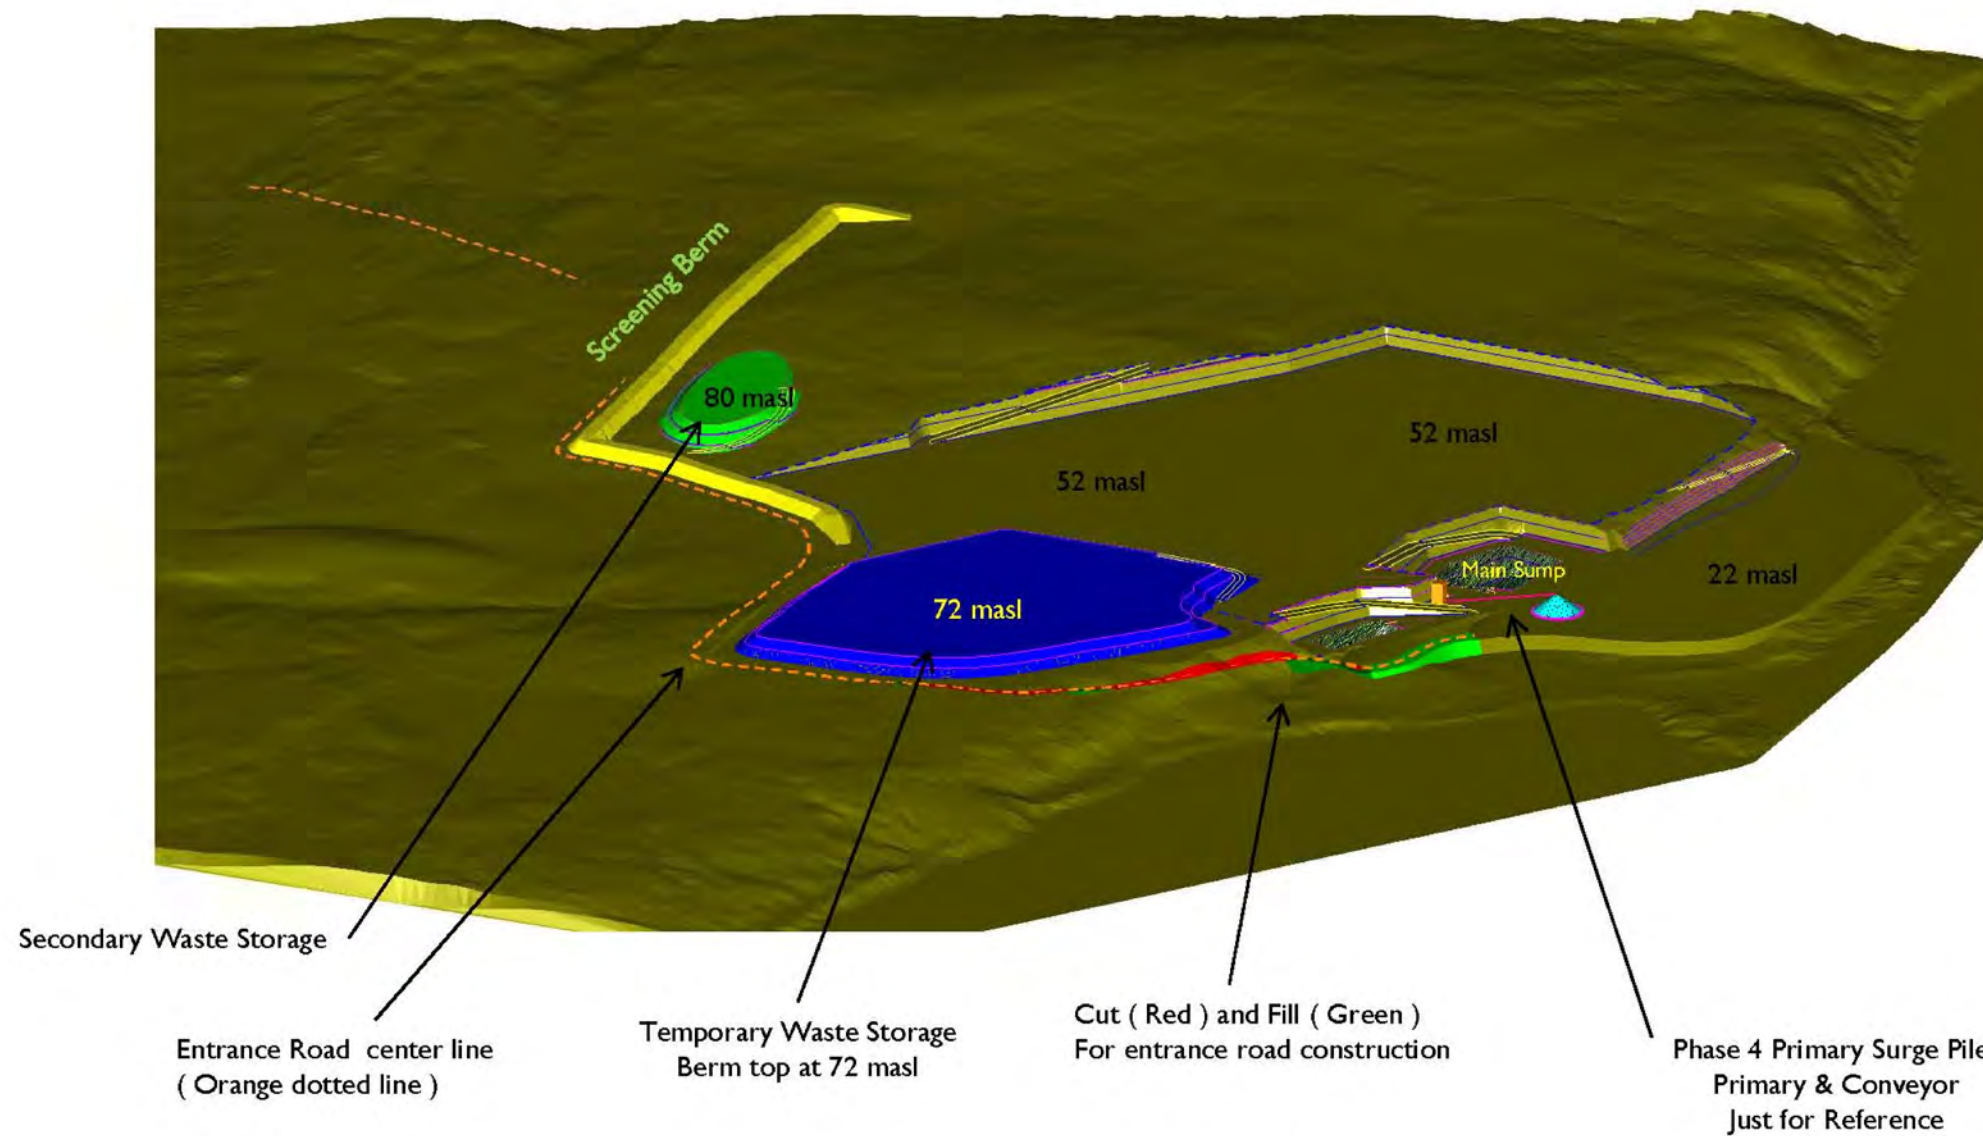 Screening Berm
80 masl
52 masl
52 masl
Main Sump
22 masl
72 masl
Secondary Waste Storage
Entrance Road center line
( Orange dotted line )
Temporary Waste Storage
Berm top at 72 masl
Cut ( Red ) and Fill ( Green )
For entrance road construction
Phase 4 Primary Surge Pile
Primary & Conveyor
Just for Reference